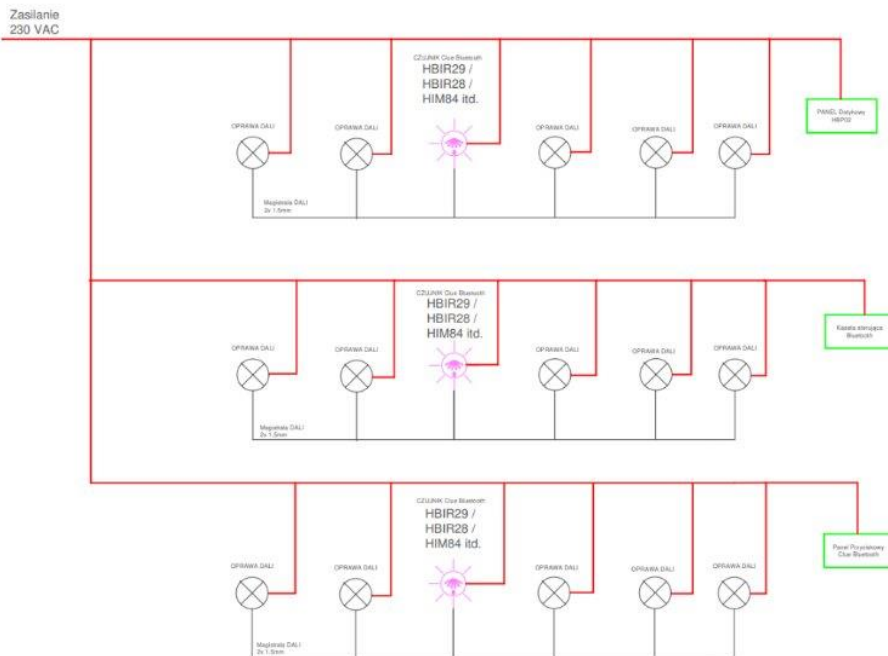 Zasilanie
230 VAC
CZUJNIK Clue Bluetooth
HBIR29 /
HBIR28 /
HIM84 itd.
OPRAWA DALI
OPRAWA DALI
OPRAWA DALI
OPRAWA DALI
OPRAWA DALI
PANEL Dotykowy
HBP02
Magistrala DALI
2x 1.5mm
CZUJNIK Clue Bluetooth
HBIR29 /
HBIR28 /
HIM84 itd.
OPRAWA DALI
OPRAWA DALI
OPRAWA DALI
OPRAWA DALI
OPRAWA DALI
Kaseta sterująca
Bluetooth
Magistrala DALI
2x 1.5mm
CZUJNIK Clue Bluetooth
HBIR29 /
HBIR28 /
HIM84 itd.
OPRAWA DALI
OPRAWA DALI
OPRAWA DALI
OPRAWA DALI
OPRAWA DALI
Panel Przyciskowy
Clue Bluetooth
Magistrala DALI
2x 1.5mm